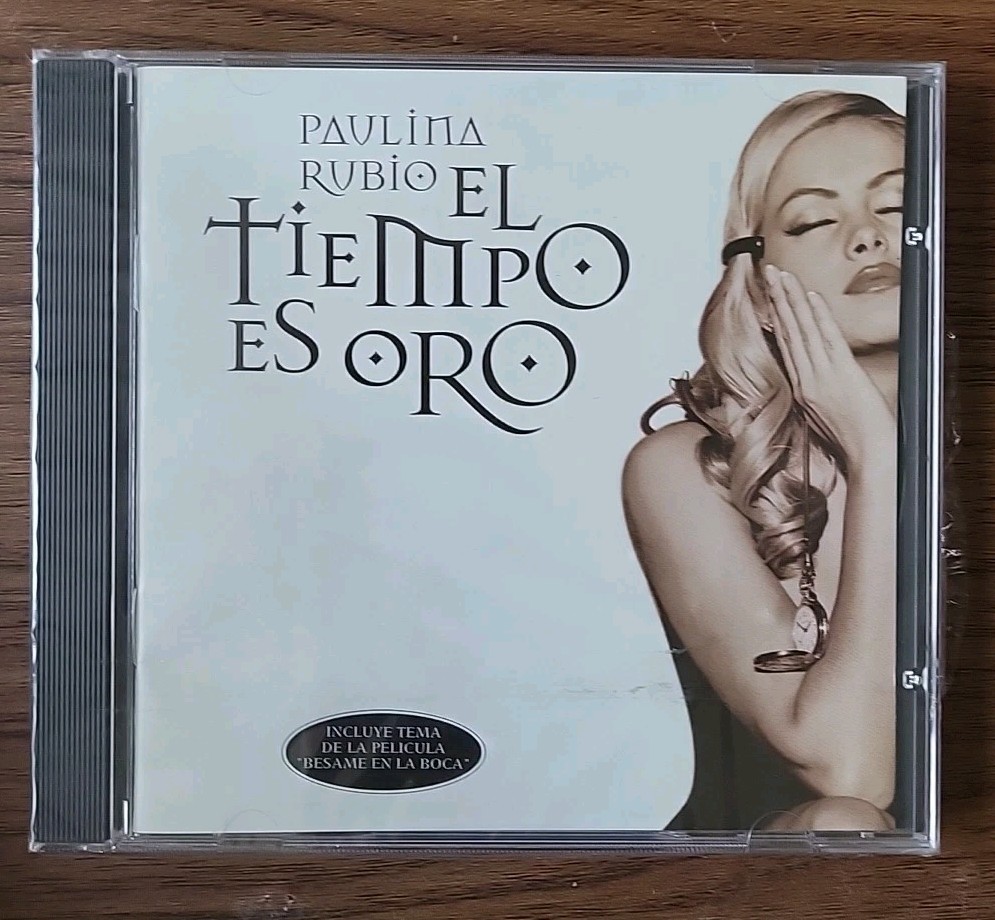 PAULINA
RUBIO EL
TIEMPO
ES ORO
INCLUYE TEMA
DE LA PELICULA
"BESAME EN LA BOCA"